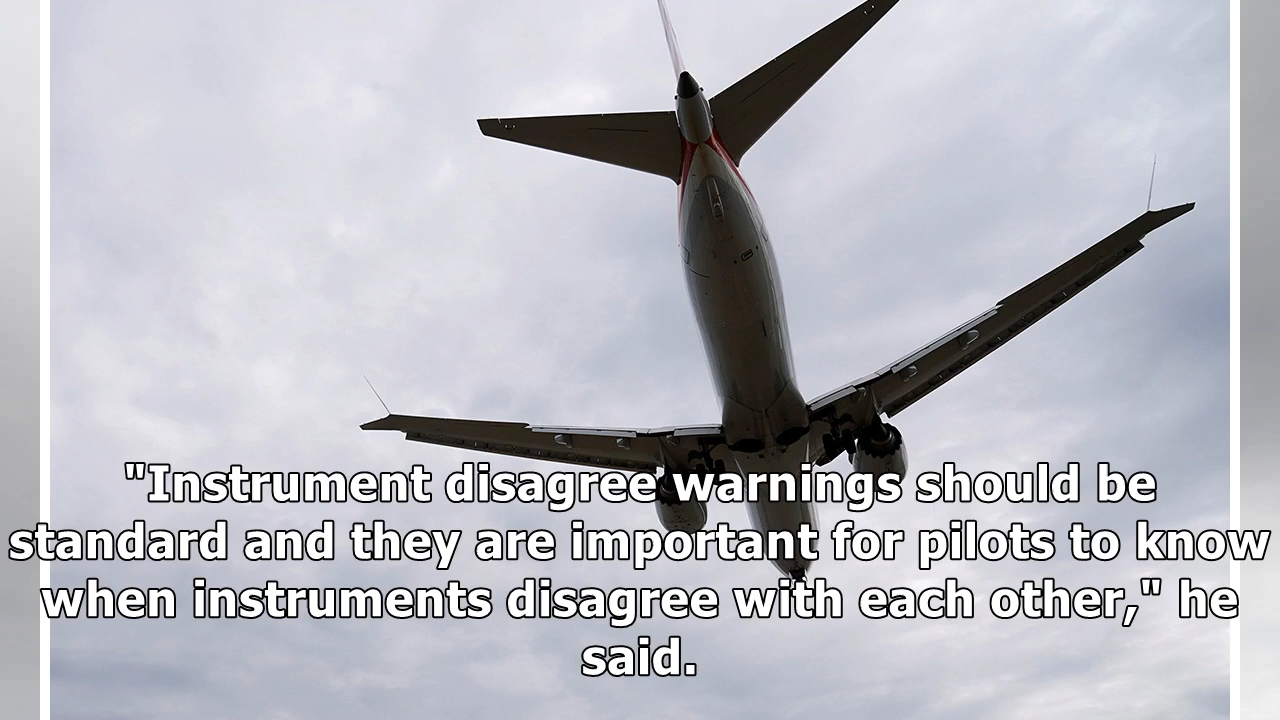 "Instrument disagree warnings should be
standard and they are important for pilots to know
when instruments disagree with each other," he
said.